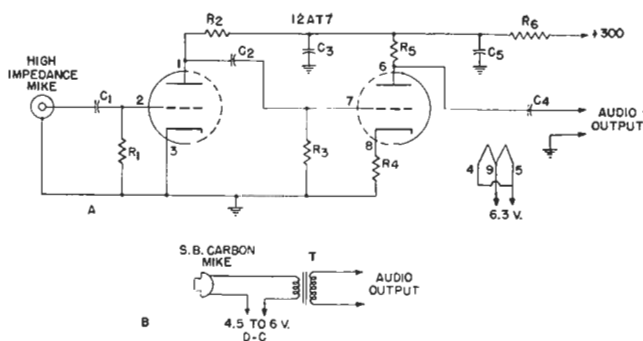 R2
12AT7
R6
+300
HIGH
IMPEDANCE
MIKE
C1
1
C2
C3
R5
C5
6
2
7
C4
AUDIO
OUTPUT
R1
3
R3
8
R4
4
9
5
6.3 V.
A
S.B. CARBON
MIKE
T
AUDIO
OUTPUT
4.5 TO 6 V.
D-C
B